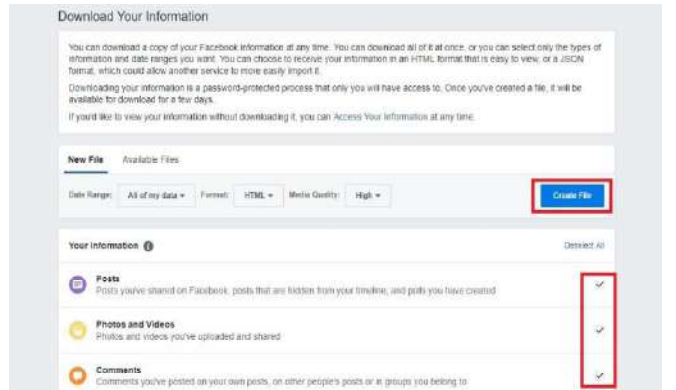 Download Your Information
You can download a copy of your Facebook information at any time. You can download all of it at once, or you can select only the types of
information and date ranges you want. You can choose to receive your information in an HTML format that is easy to view, or a JSON
format, which could allow another service to more easily import it.
Downloading your information is a password-protected process that only you will have access to. Once you've created a file, it will be
available for download for a few days.
If you'd like to view your information without downloading it, you can Access Your Information at any time.
New File Available Files
Date Range: All of my data Format: HTML Media Quality: High Create File
Your Information Deselect All
Posts
Posts you've shared on Facebook, posts that are hidden from your timeline, and polls you have created
Photos and Videos
Photos and videos you've uploaded and shared
Comments
Comments you've posted on your own posts, on other people's posts or in groups you belong to